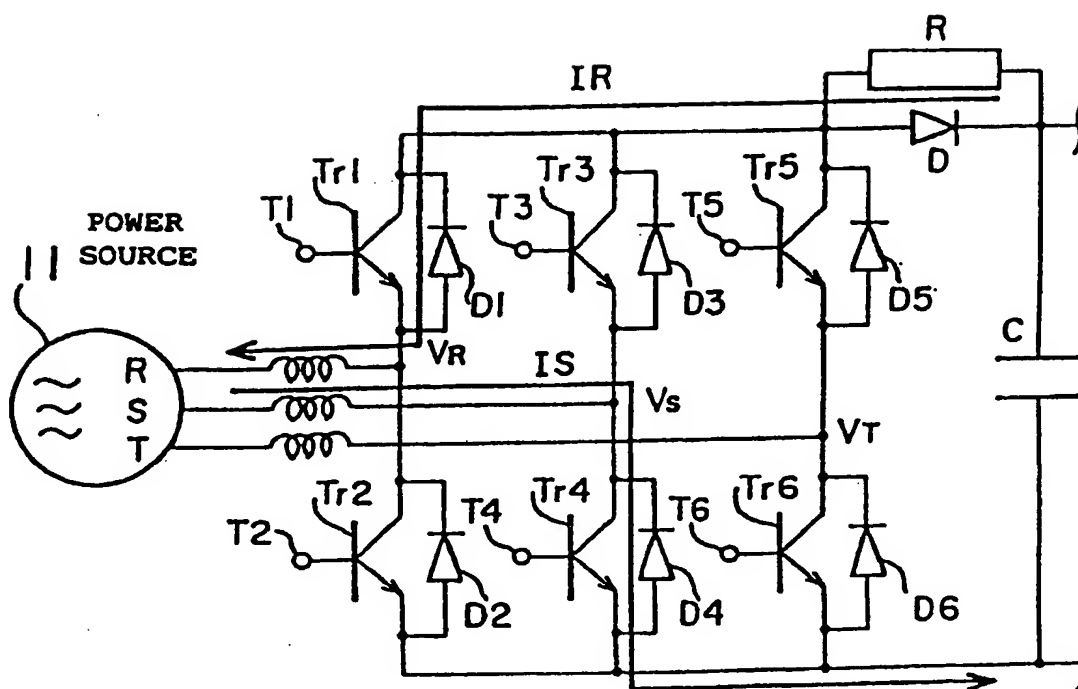 R
IR
D
Tr1
Tr3
Tr5
T1
T3
T5
POWER
SOURCE
11
D1
D3
D5
C
R
VR
S
IS
Vs
T
VT
Tr2
Tr4
Tr6
T2
T4
T6
D2
D4
D6